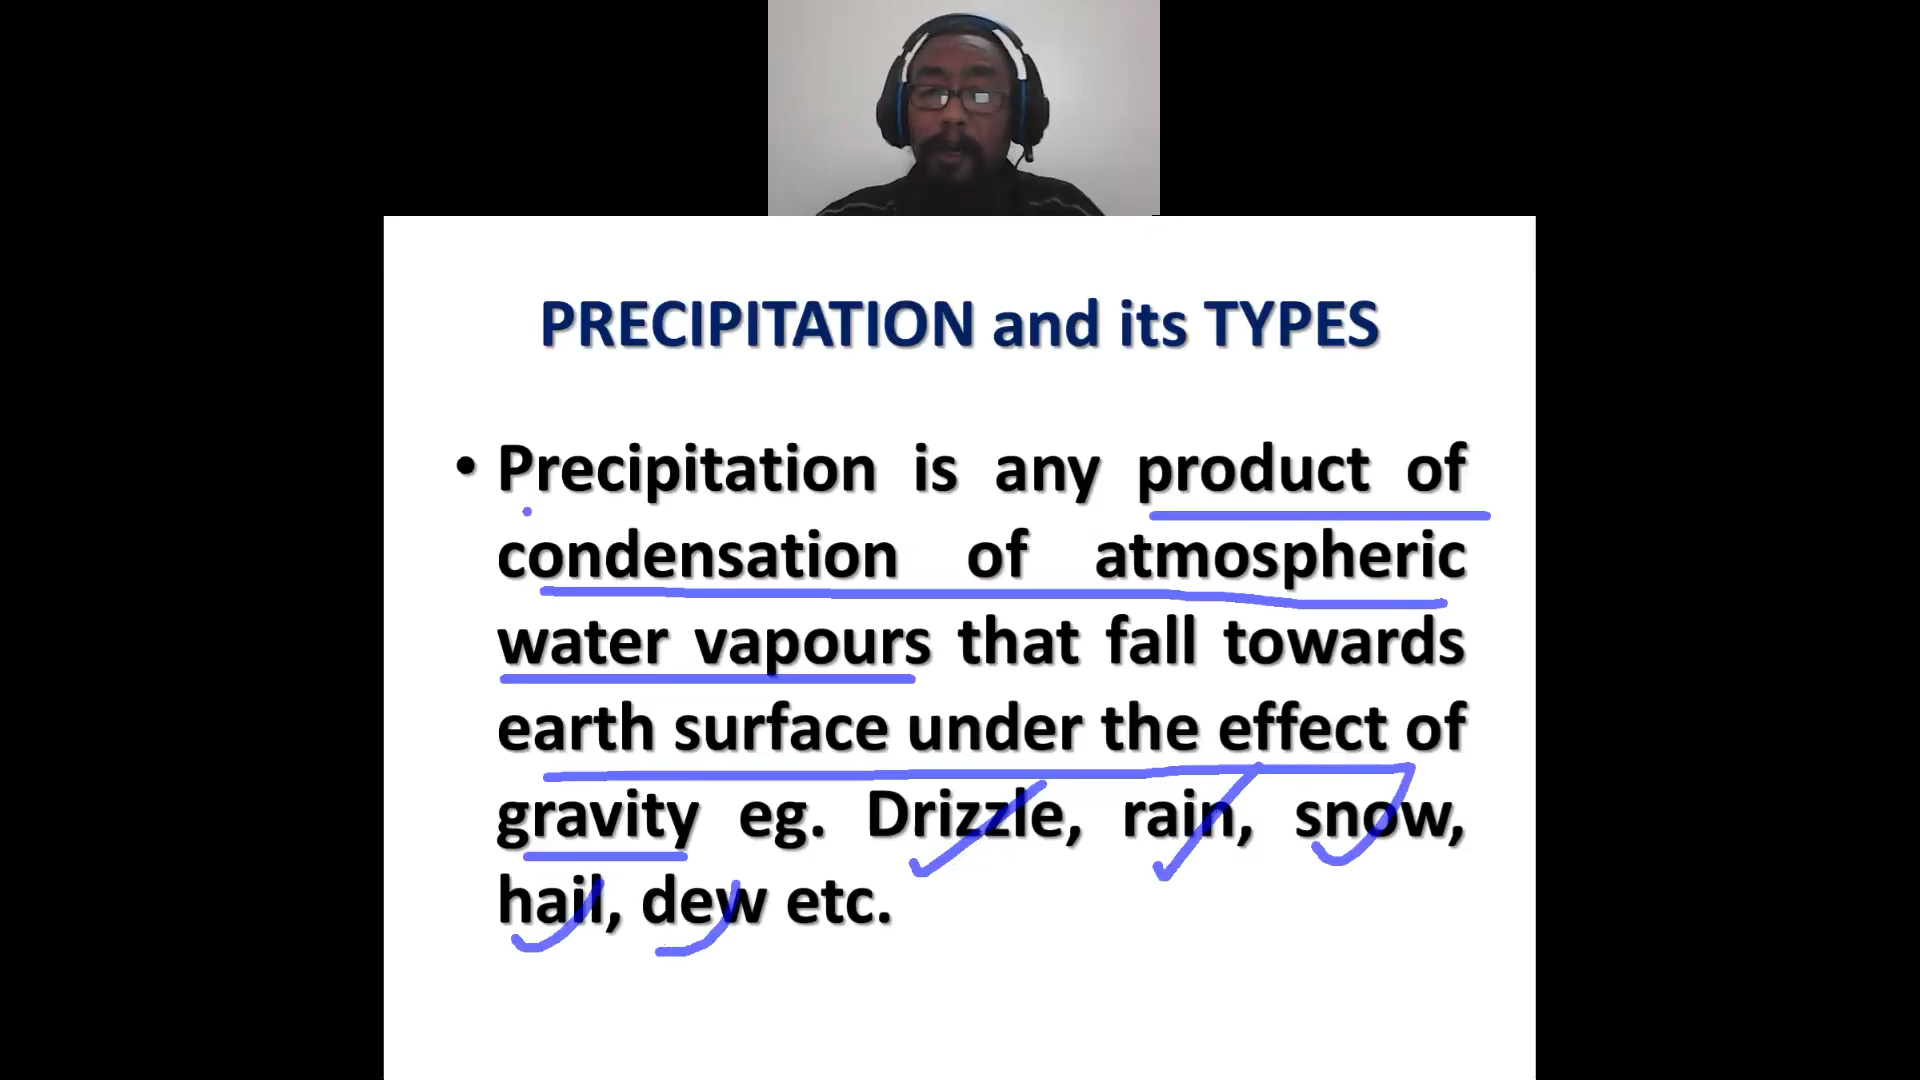 PRECIPITATION and its TYPES
• Precipitation is any product of
condensation of atmospheric
water vapours that fall towards
earth surface under the effect of
gravity eg. Drizzle, rain, snow,
hail, dew etc.